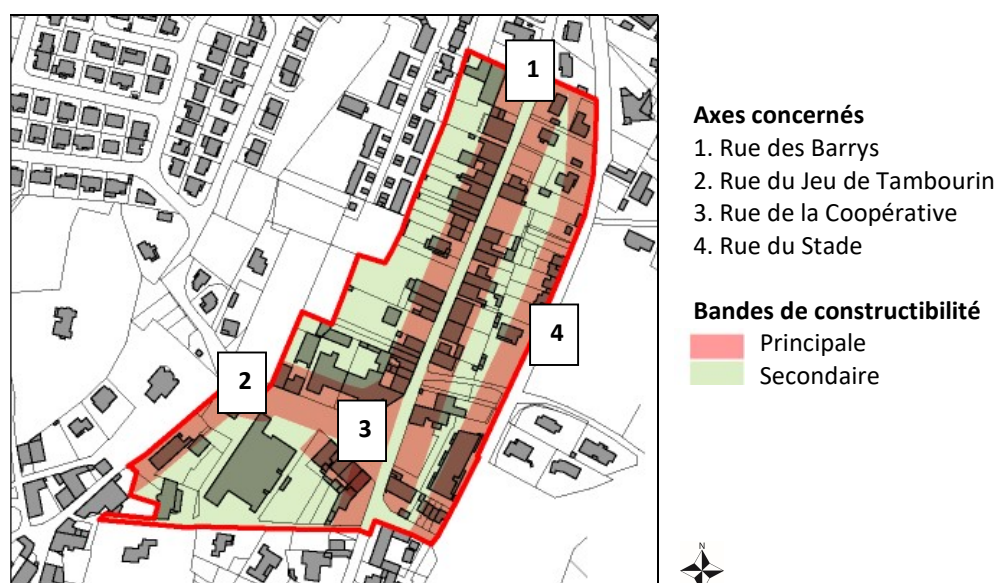 1
2
3
4
Axes concernés
1. Rue des Barrys
2. Rue du Jeu de Tambourin
3. Rue de la Coopérative
4. Rue du Stade
Bandes de constructibilité
Principale
Secondaire
N